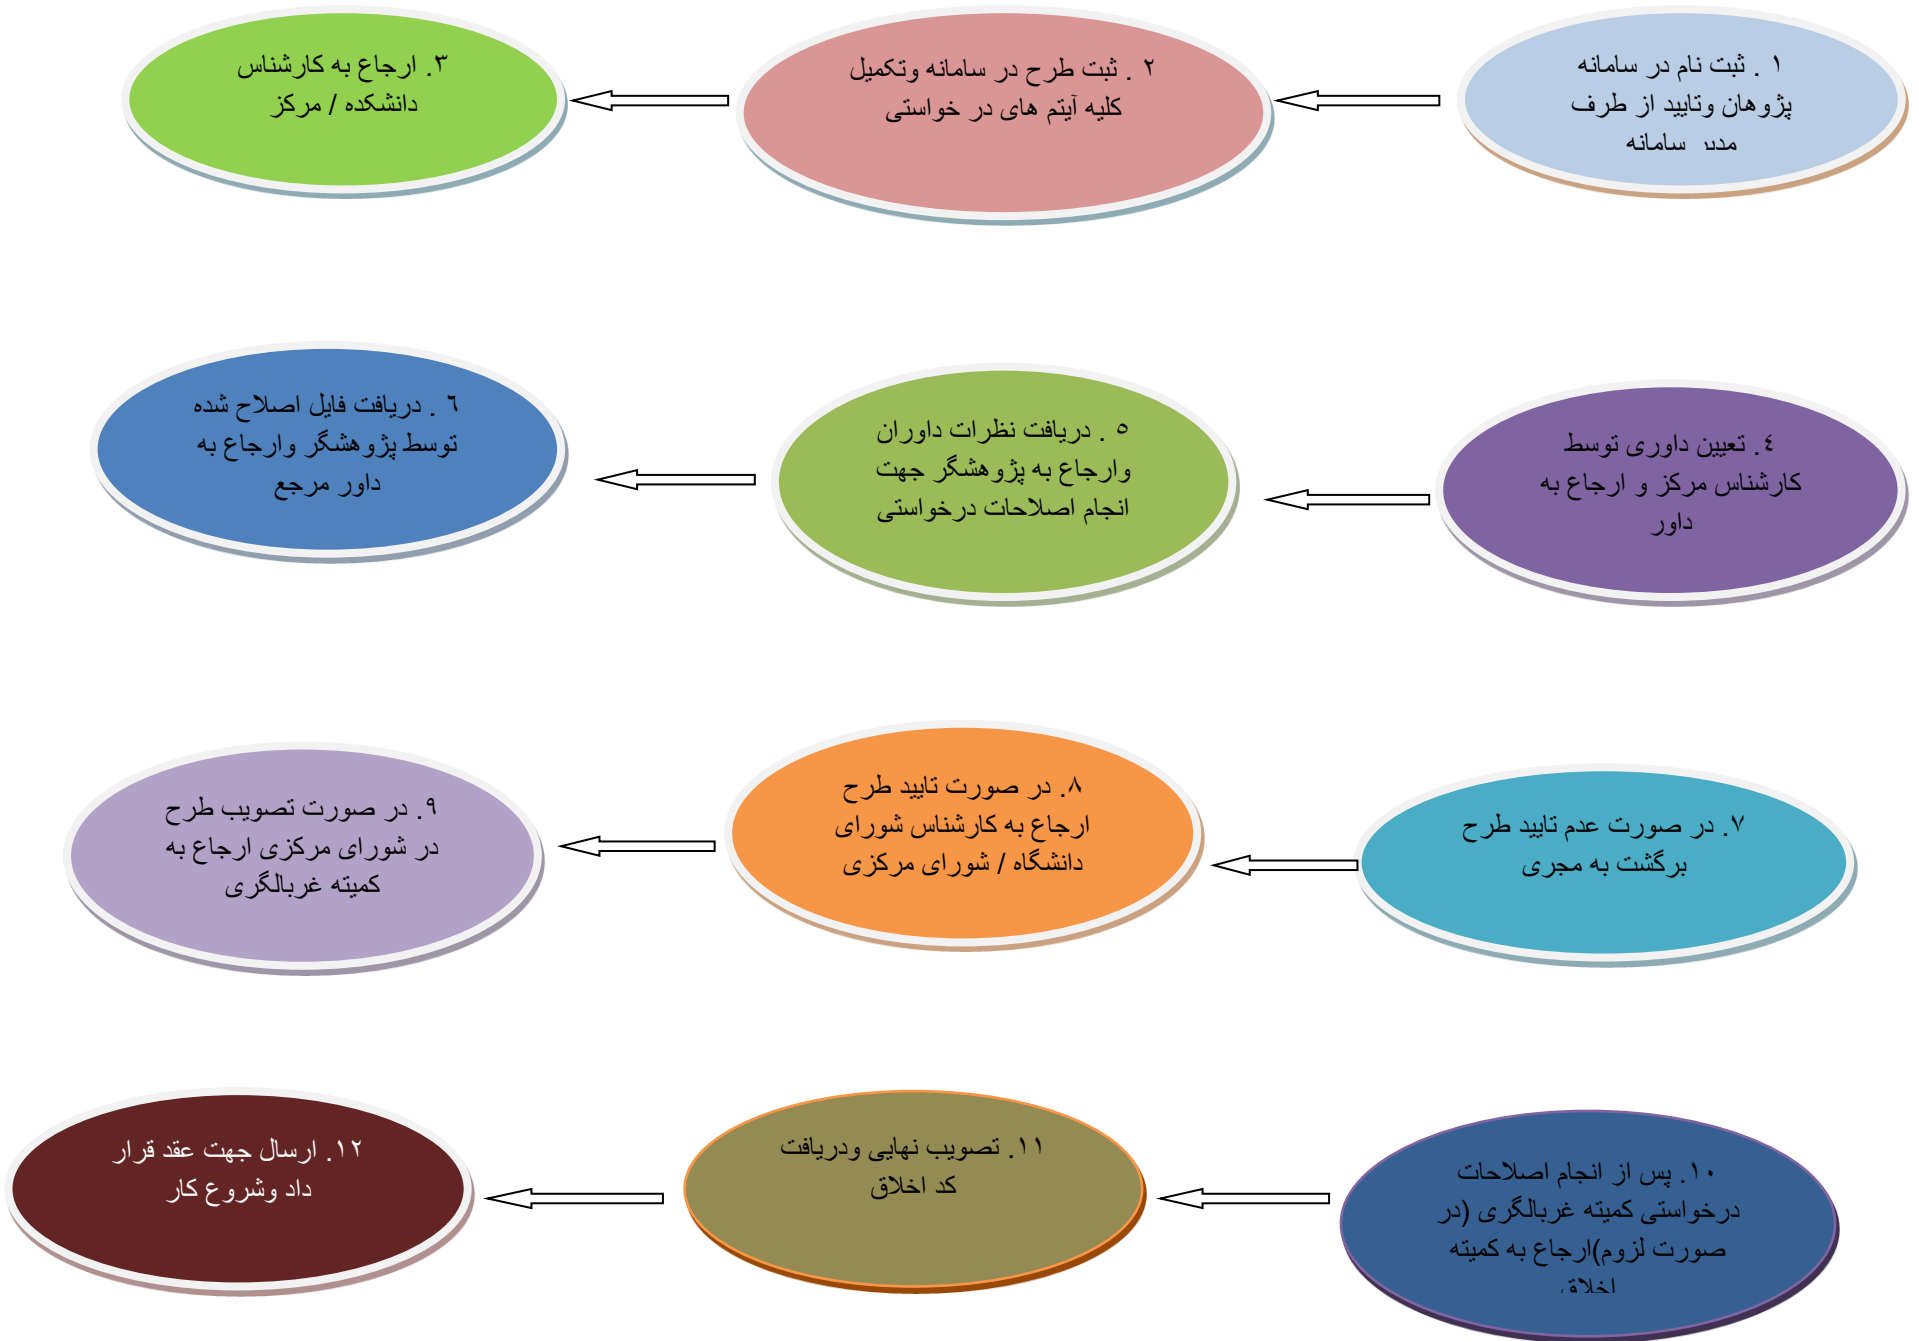 ۱ . ثبت نام در سامانه
پژوهان وتایید از طرف
مدیر سامانه
۲ . ثبت طرح در سامانه وتکمیل
کلیه آیتم های در خواستی
۳. ارجاع به کارشناس
دانشکده / مرکز
٤. تعیین داوری توسط
کارشناس مرکز و ارجاع به
داور
٥ . دریافت نظرات داوران
وارجاع به پژوهشگر جهت
انجام اصلاحات درخواستی
٦ . دریافت فایل اصلاح شده
توسط پژوهشگر وارجاع به
داور مرجع
۷. در صورت عدم تایید طرح
برگشت به مجری
۸. در صورت تایید طرح
ارجاع به کارشناس شورای
دانشگاه / شورای مرکزی
۹. در صورت تصویب طرح
در شورای مرکزی ارجاع به
کمیته غربالگری
۱۰. پس از انجام اصلاحات
درخواستی کمیته غربالگری (در
صورت لزوم)ارجاع به کمیته
اخلاق
۱۱. تصویب نهایی ودریافت
کد اخلاق
۱۲. ارسال جهت عقد قرار
داد وشروع کار